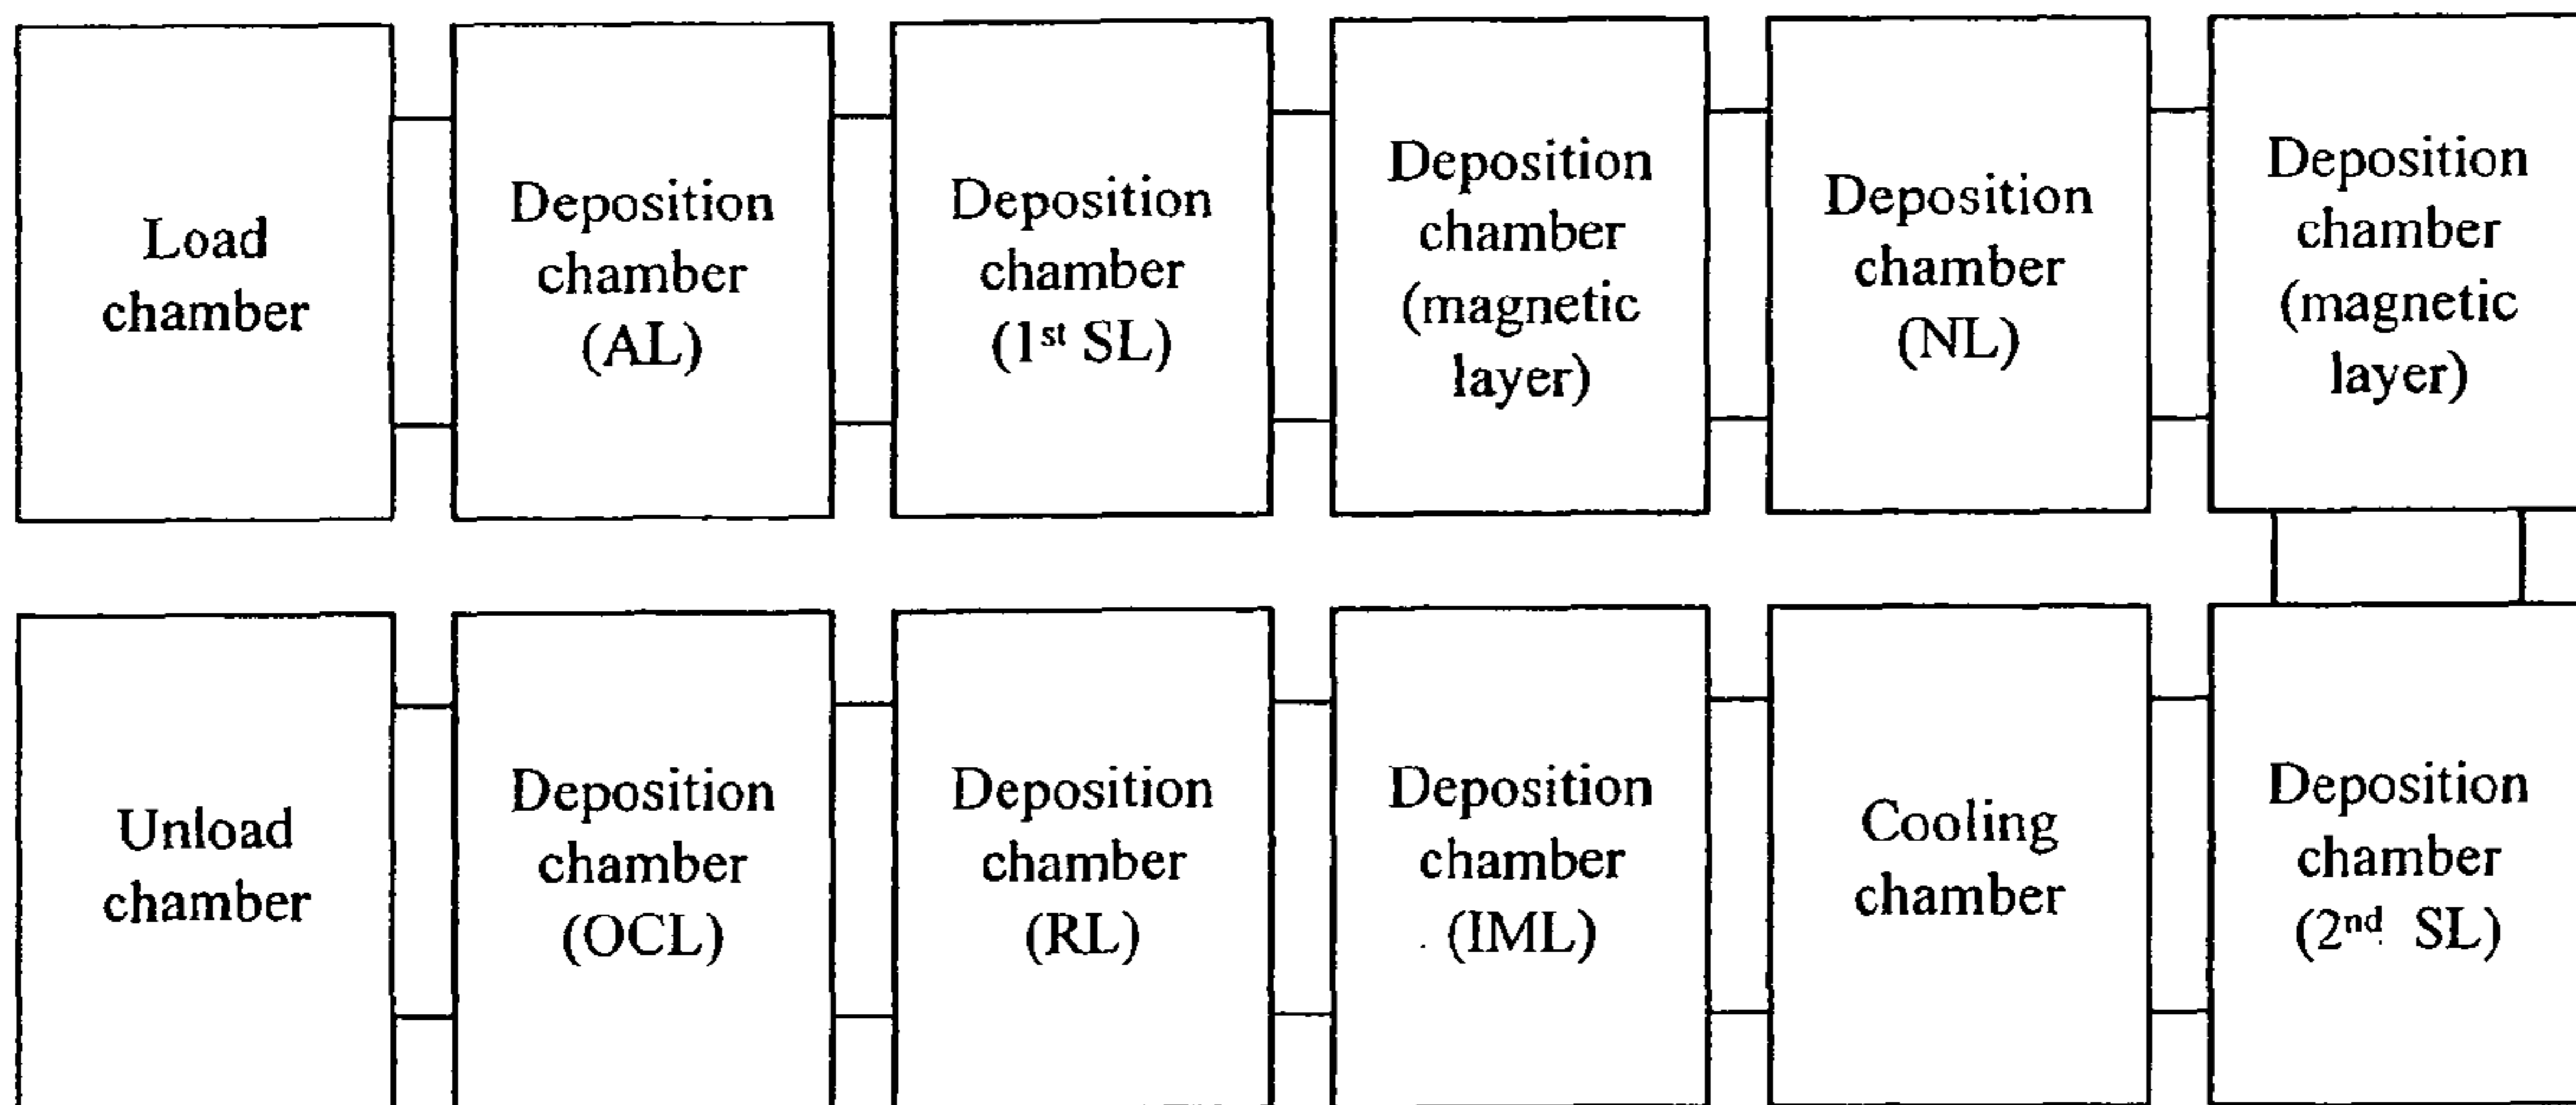 Load
chamber
Deposition
chamber
(AL)
Deposition
chamber
(1st SL)
Deposition
chamber
(magnetic
layer)
Deposition
chamber
(NL)
Deposition
chamber
(magnetic
layer)
Unload
chamber
Deposition
chamber
(OCL)
Deposition
chamber
(RL)
Deposition
chamber
(IML)
Cooling
chamber
Deposition
chamber
(2nd SL)